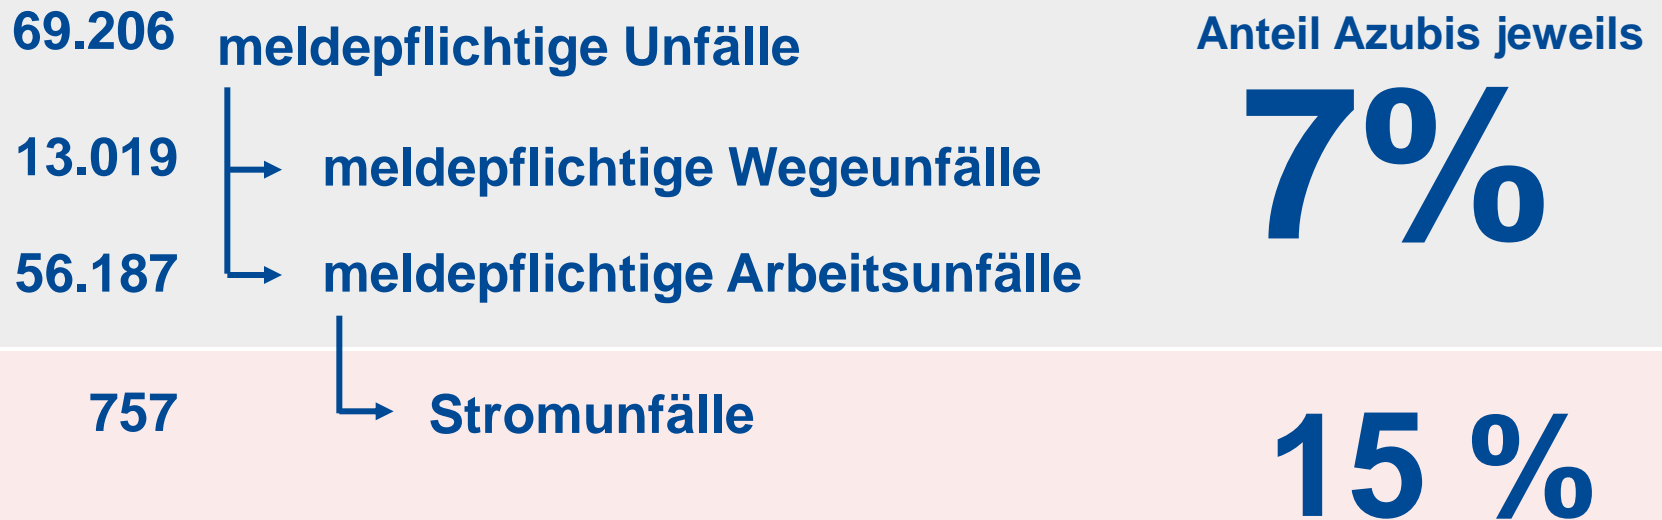 69.206 meldepflichtige Unfälle
Anteil Azubis jeweils
7%
13.019 meldepflichtige Wegeunfälle
56.187 meldepflichtige Arbeitsunfälle
757 Stromunfälle
15 %